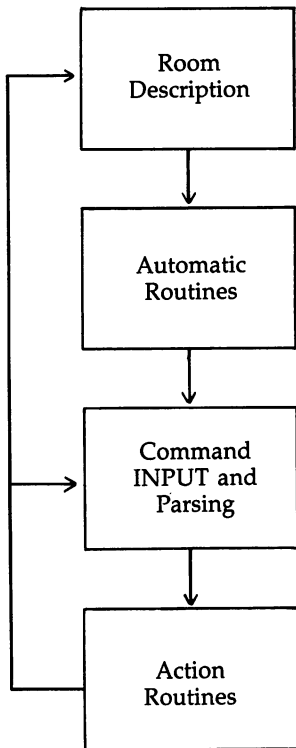 Room
Description
Automatic
Routines
Command
INPUT and
Parsing
Action
Routines